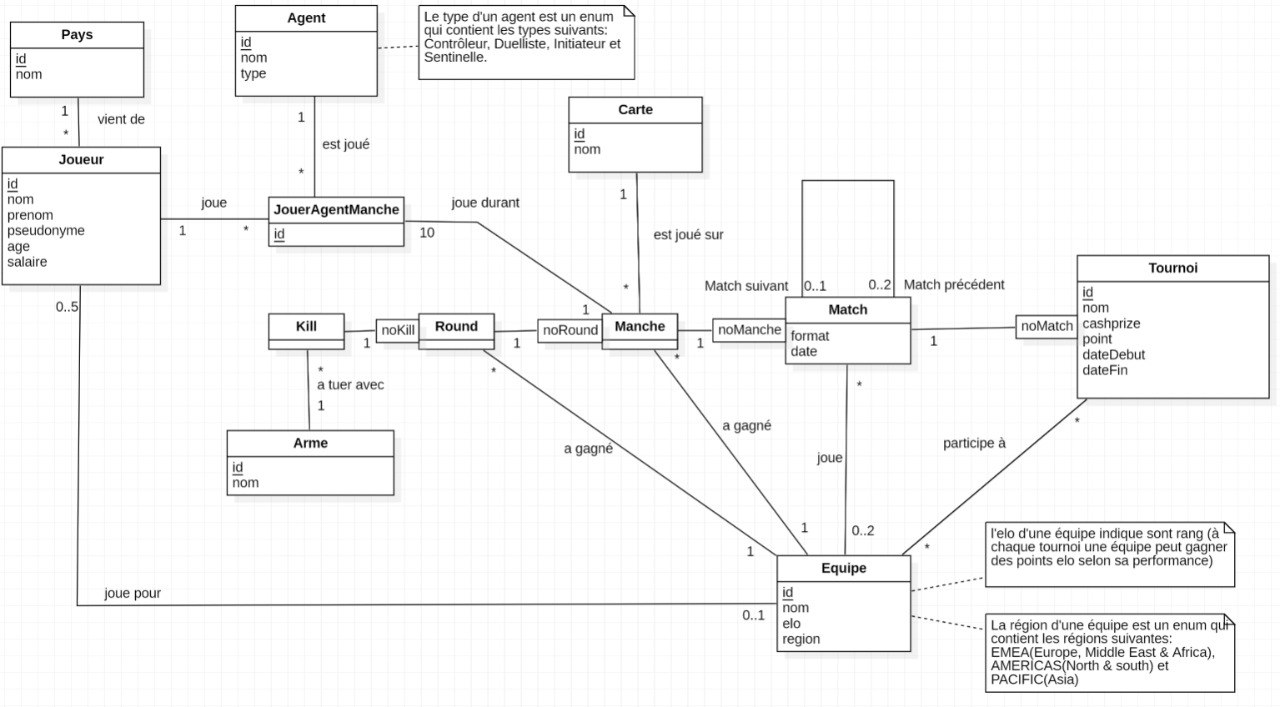 Pays
id
nom
1
*
vient de
Agent
id
nom
type
Le type d'un agent est un enum
qui contient les types suivants:
Contrôleur, Duelliste, Initiateur et
Sentinelle.
1
est joué
*
Carte
id
nom
1
est joué sur
*
Joueur
id
nom
prenom
pseudonyme
age
salaire
joue
1
*
JouerAgentManche
id
joue durant
10
1
Match suivant
0..1
0..2
Match précédent
Tournoi
id
nom
cashprize
point
dateDebut
dateFin
0..5
Kill
1
noKill
Round
1
noRound
Manche
1
noManche
Match
format
date
1
noMatch
*
a tuer avec
1
Arme
id
nom
*
a gagné
1
*
a gagné
1
*
joue
0..2
*
participe à
*
Equipe
id
nom
elo
region
joue pour
0..1
l'elo d'une équipe indique sont rang (à
chaque tournoi une équipe peut gagner
des points elo selon sa performance)
La région d'une équipe est un enum qui
contient les régions suivantes:
EMEA(Europe, Middle East & Africa),
AMERICAS(North & south) et
PACIFIC(Asia)